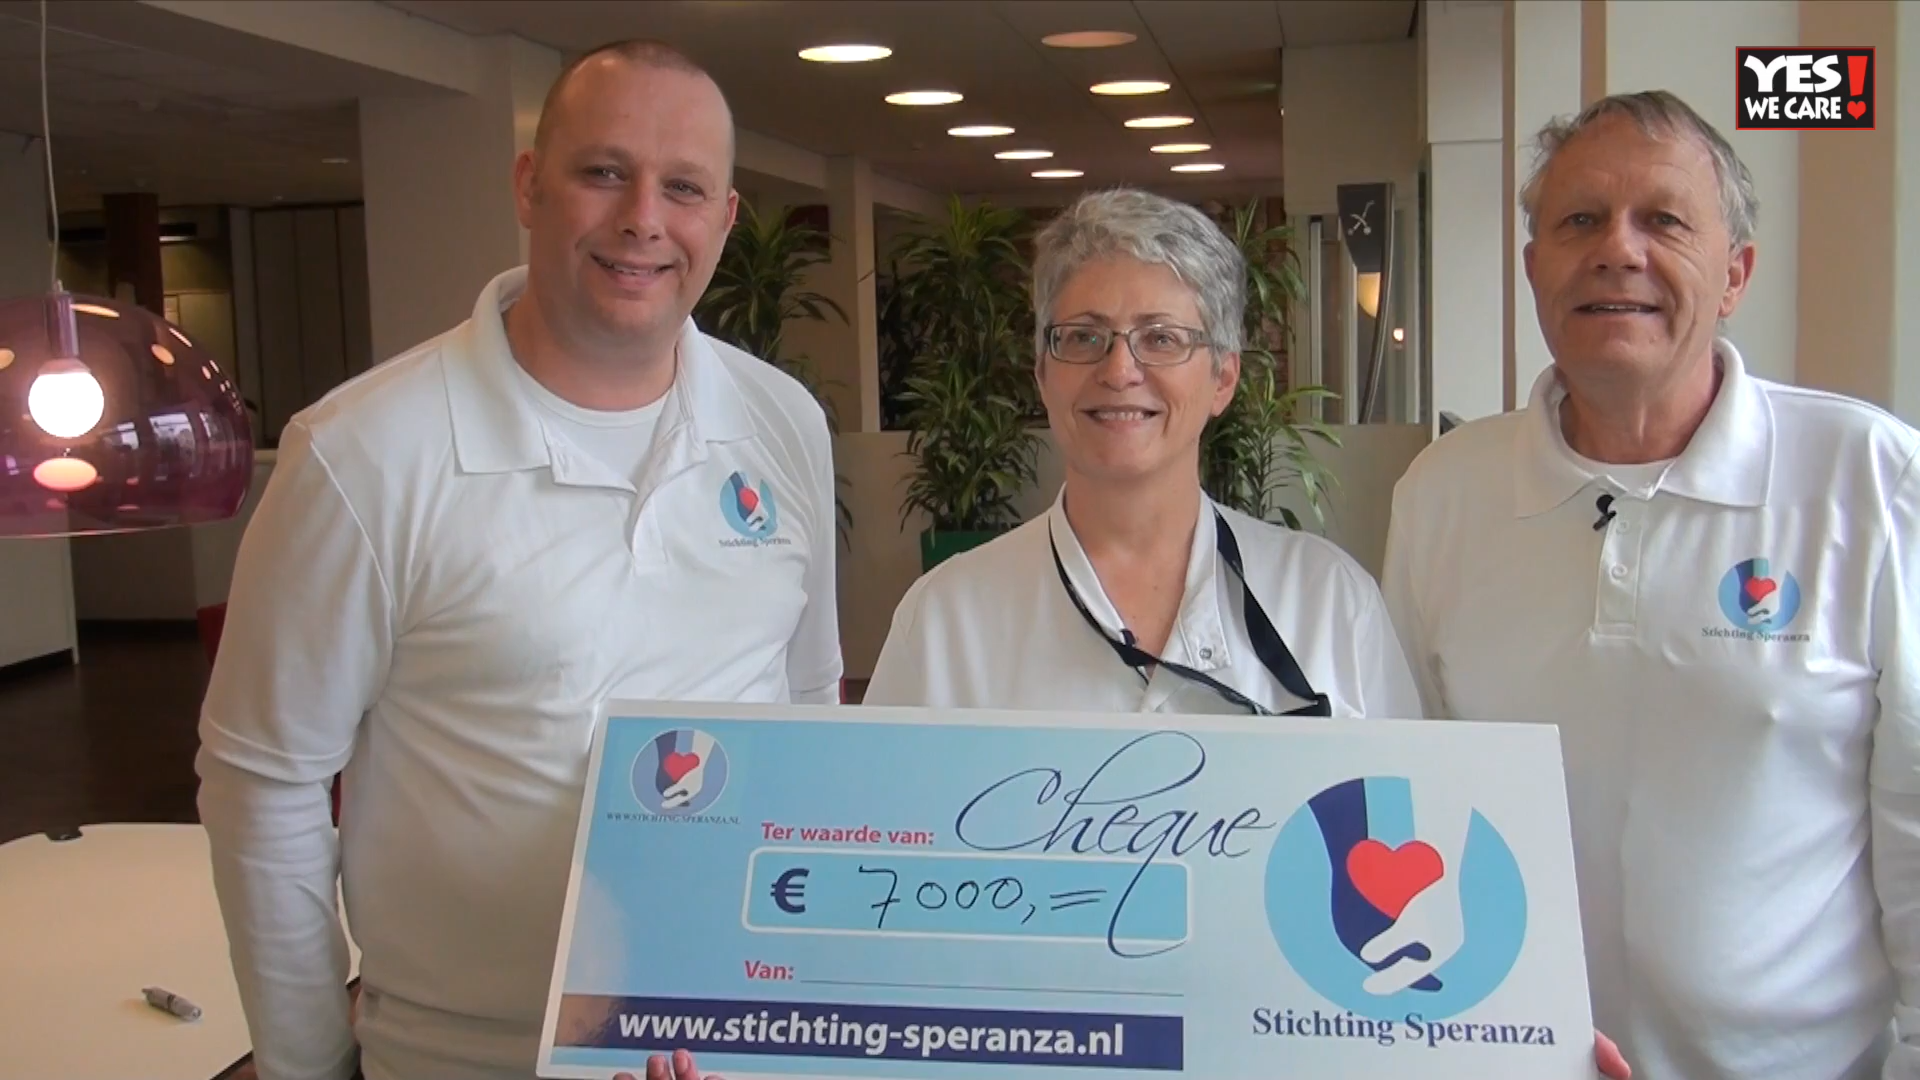 YES!
WE CARE
Stichting Speranza
Stichting Speranza
WWW.STICHTING-SPERANZA.NL
Cheque
Ter waarde van:
€ 7000,=
Van:
www.stichting-speranza.nl
Stichting Speranza